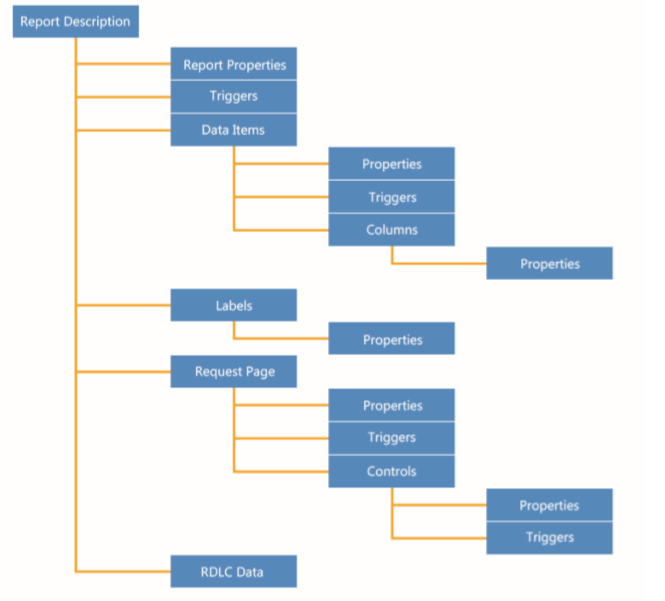 Report Description
Report Properties
Triggers
Data Items
Properties
Triggers
Columns
Properties
Labels
Properties
Request Page
Properties
Triggers
Controls
Properties
Triggers
RDLC Data